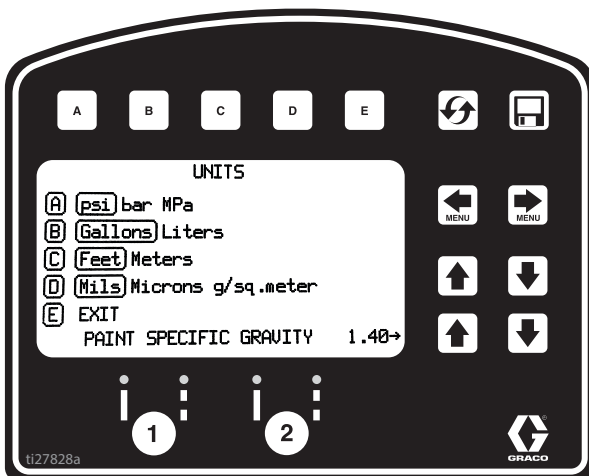 A B C D E
UNITS
A psi bar MPa
MENU MENU
B Gallons Liters
C Feet Meters
D Mils Microns g/sq.meter
E EXIT
PAINT SPECIFIC GRAVITY 1.40→
1 2
G
GRACO
ti27828a